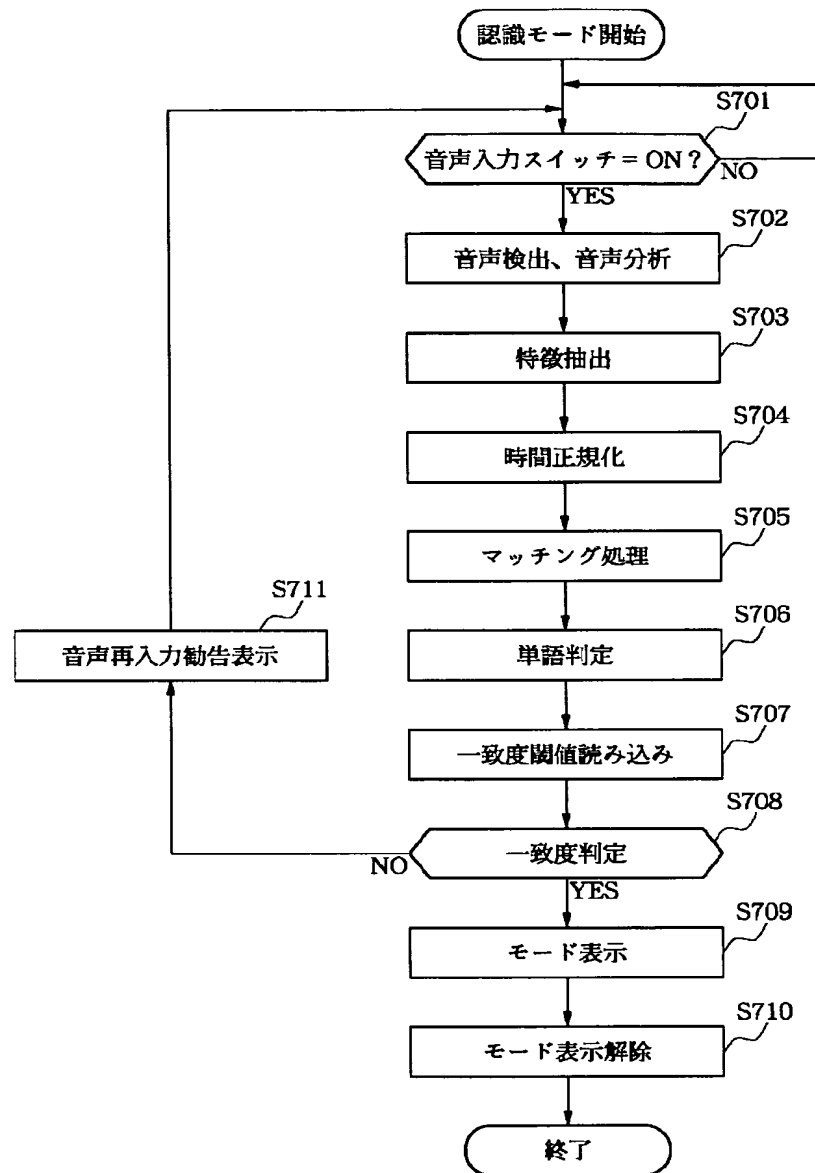 認識モード開始
S701
音声入力スイッチ＝ON？
NO
YES
S702
音声検出、音声分析
S703
特徴抽出
S704
時間正規化
S705
マッチング処理
S711
音声再入力勧告表示
S706
単語判定
S707
一致度閾値読み込み
S708
一致度判定
NO
YES
S709
モード表示
S710
モード表示解除
終了